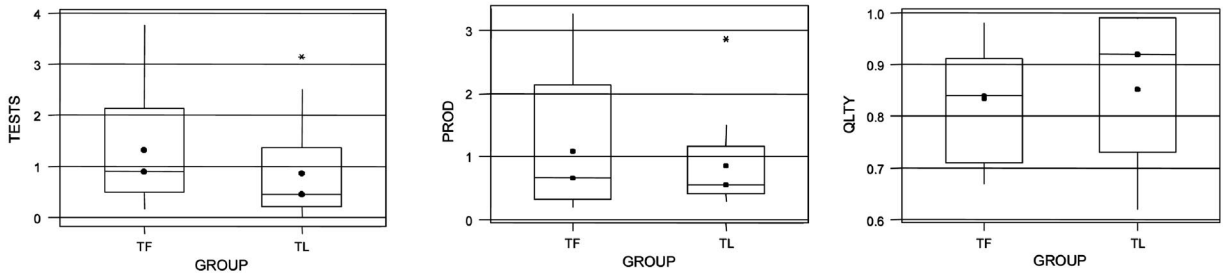 TESTS
4
3
2
1
0
TF
TL
GROUP
PROD
3
2
1
0
TF
TL
GROUP
QLTY
1.0
0.9
0.8
0.7
0.6
TF
TL
GROUP